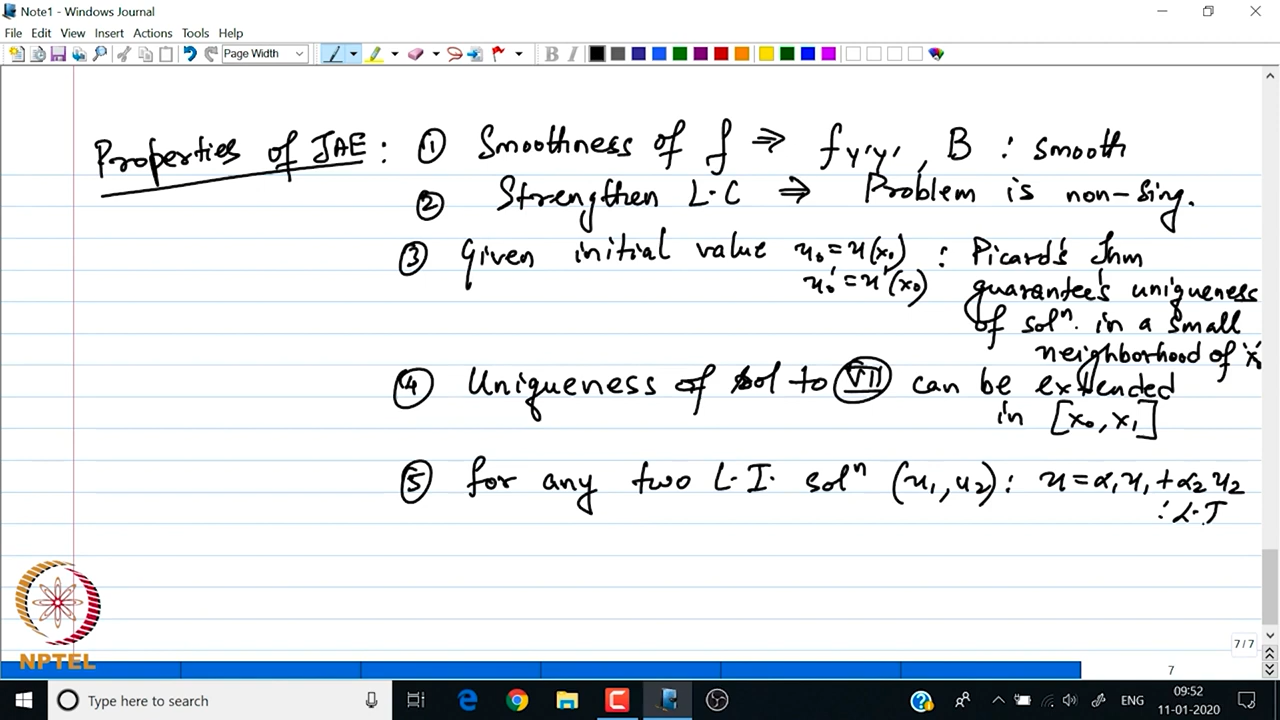 Note1 - Windows Journal
File Edit View Insert Actions Tools Help
Page Width
B I
Properties of JAE : ① Smoothness of f ⇒ f_{y'y'} , B : smooth
② Strengthen L.C ⇒ Problem is non-sing.
③ Given initial value u₀ = u(x₀) : Picard's Thm
u₀' = u'(x₀) guarantee's uniqueness
of solⁿ. in a small
neighborhood of 'x₀'
④ Uniqueness of sol to VII can be extended
in [x₀, x₁]
⑤ for any two L.I. solⁿ (u₁, u₂) : u = α₁u₁ + α₂u₂
: L.I
NPTEL
7/7
7
Type here to search
ENG
09:52
11-01-2020